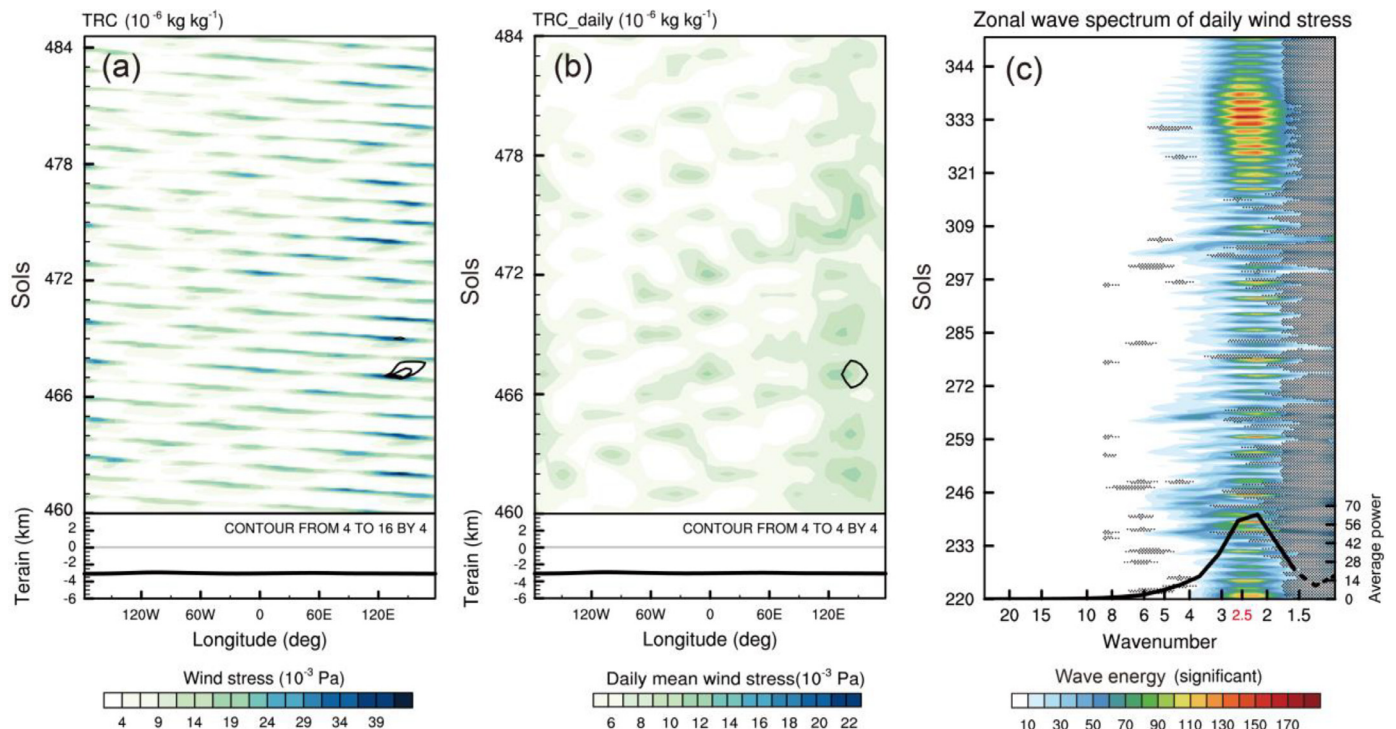 TRC (10⁻⁶ kg kg⁻¹)
(a)
484
478
472
466
460
Sols
CONTOUR FROM 4 TO 16 BY 4
2
0
-2
-4
-6
Terain (km)
120W 60W 0 60E 120E
Longitude (deg)
Wind stress (10⁻³ Pa)
4 9 14 19 24 29 34 39
TRC_daily (10⁻⁶ kg kg⁻¹)
(b)
484
478
472
466
460
Sols
CONTOUR FROM 4 TO 4 BY 4
2
0
-2
-4
-6
Terain (km)
120W 60W 0 60E 120E
Longitude (deg)
Daily mean wind stress(10⁻³ Pa)
6 8 10 12 14 16 18 20 22
Zonal wave spectrum of daily wind stress
(c)
344
333
321
309
297
285
272
259
246
233
220
Sols
70
56
42
28
14
0
Average power
20 15 10 8 6 5 4 3 2.5 2 1.5
Wavenumber
Wave energy (significant)
10 30 50 70 90 110 130 150 170